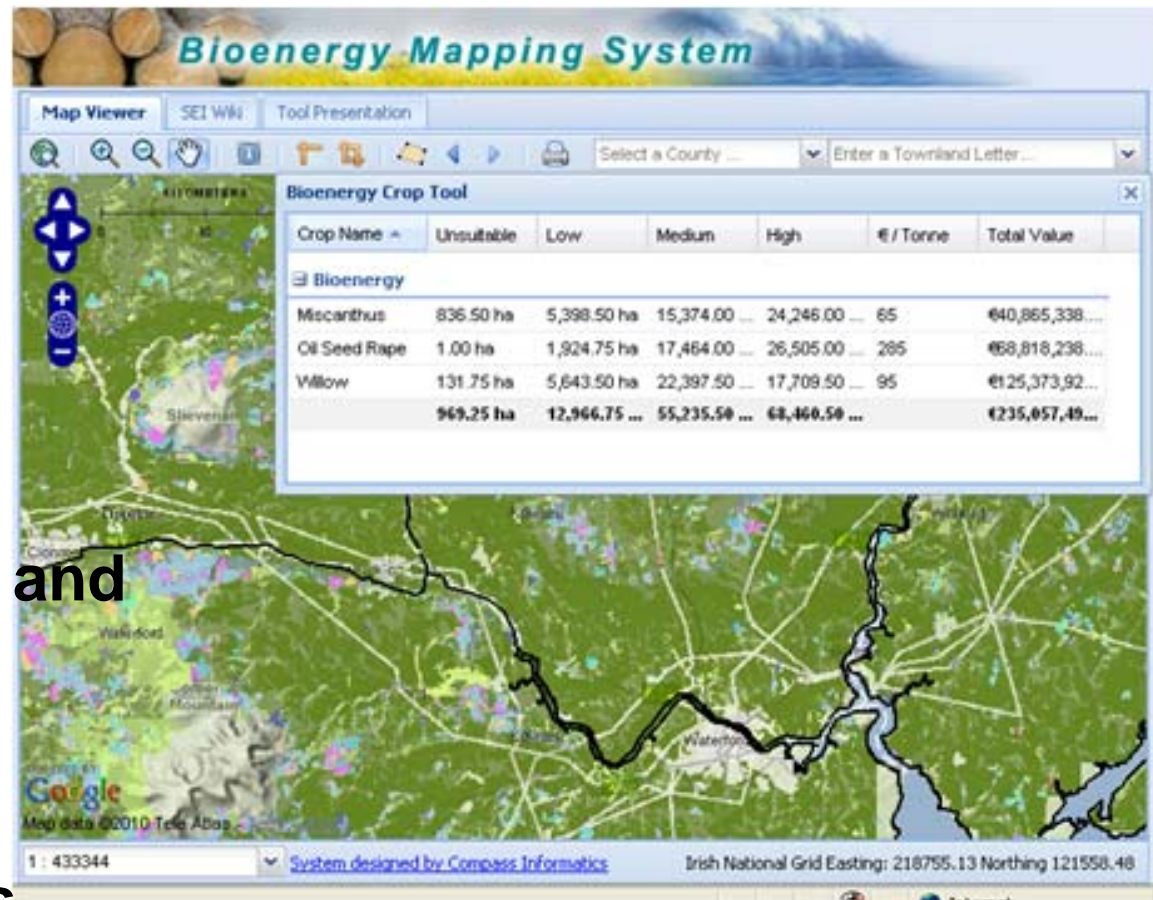 Bioenergy Mapping System
Map Viewer SEI Wiki Tool Presentation
Select a County ... Enter a Townland Letter...
KILOMETERS
Bioenergy Crop Tool
Crop Name Unsuitable Low Medium High € / Tonne Total Value
Bioenergy
Miscanthus 836.50 ha 5,398.50 ha 15,374.00 ... 24,246.00 ... 65 €40,865,338....
Oil Seed Rape 1.00 ha 1,924.75 ha 17,464.00 ... 26,505.00 ... 285 €68,818,238....
Willow 131.75 ha 5,643.50 ha 22,397.50 ... 17,709.50 ... 95 €125,373,92...
969.25 ha 12,966.75 ... 55,235.50 ... 68,460.50 ... €235,057,49...
and
Waterford
Waterford
Google
Map data ©2010 Tele Atlas
1 : 433344 System designed by Compass Informatics Irish National Grid Easting: 218755.13 Northing 121558.48